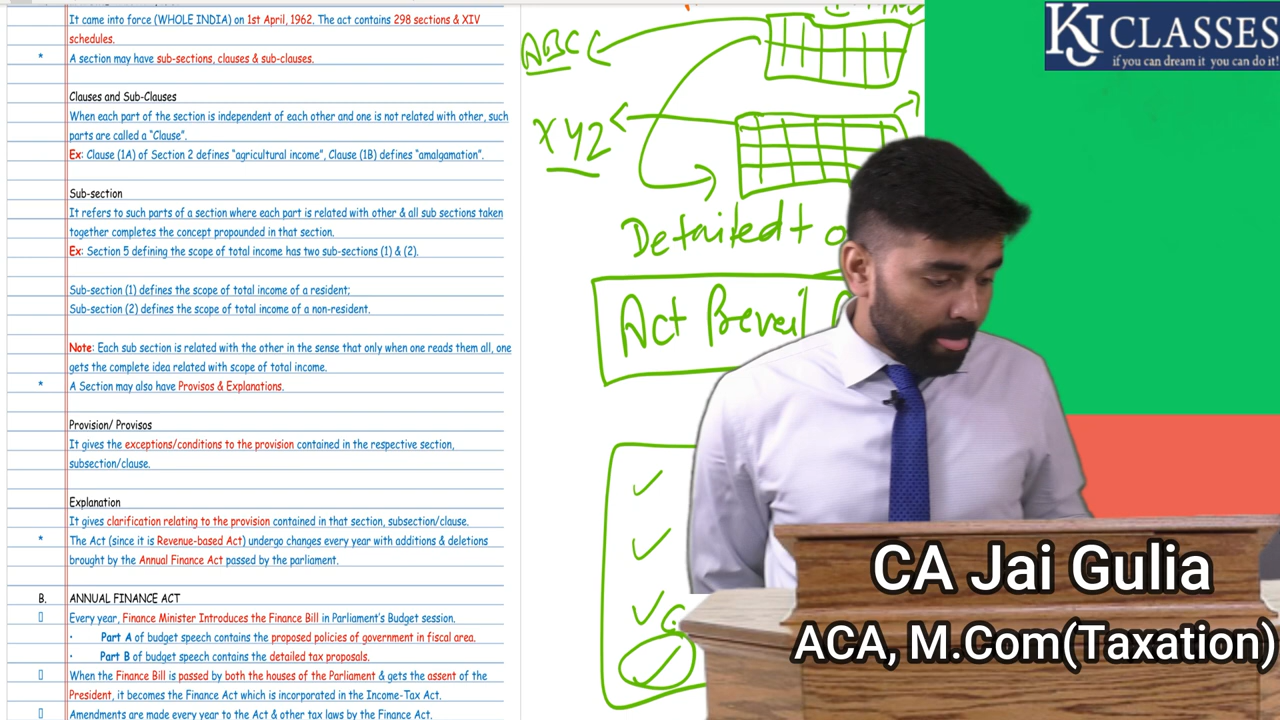 It came into force (WHOLE INDIA) on 1st April, 1962. The act contains 298 sections & XIV
schedules.
* A section may have sub-sections, clauses & sub-clauses.
Clauses and Sub-Clauses
When each part of the section is independent of each other and one is not related with other, such
parts are called a “Clause”.
Ex: Clause (1A) of Section 2 defines “agricultural income”, Clause (1B) defines “amalgamation”.
Sub-section
It refers to such parts of a section where each part is related with other & all sub sections taken
together completes the concept propounded in that section.
Ex: Section 5 defining the scope of total income has two sub-sections (1) & (2).
Sub-section (1) defines the scope of total income of a resident;
Sub-section (2) defines the scope of total income of a non-resident.
Note: Each sub section is related with the other in the sense that only when one reads them all, one
gets the complete idea related with scope of total income.
* A Section may also have Provisos & Explanations.
Provision/ Provisos
It gives the exceptions/conditions to the provision contained in the respective section,
subsection/clause.
Explanation
It gives clarification relating to the provision contained in that section, subsection/clause.
* The Act (since it is Revenue-based Act) undergo changes every year with additions & deletions
brought by the Annual Finance Act passed by the parliament.
B. ANNUAL FINANCE ACT
Every year, Finance Minister Introduces the Finance Bill in Parliament's Budget session.
• Part A of budget speech contains the proposed policies of government in fiscal area.
• Part B of budget speech contains the detailed tax proposals.
When the Finance Bill is passed by both the houses of the Parliament & gets the assent of the
President, it becomes the Finance Act which is incorporated in the Income-Tax Act.
Amendments are made every year to the Act & other tax laws by the Finance Act.
ABC
XYZ
Detailed
Act Prevail
KJ CLASSES
if you can dream it you can do it!
CA Jai Gulia
ACA, M.Com(Taxation)